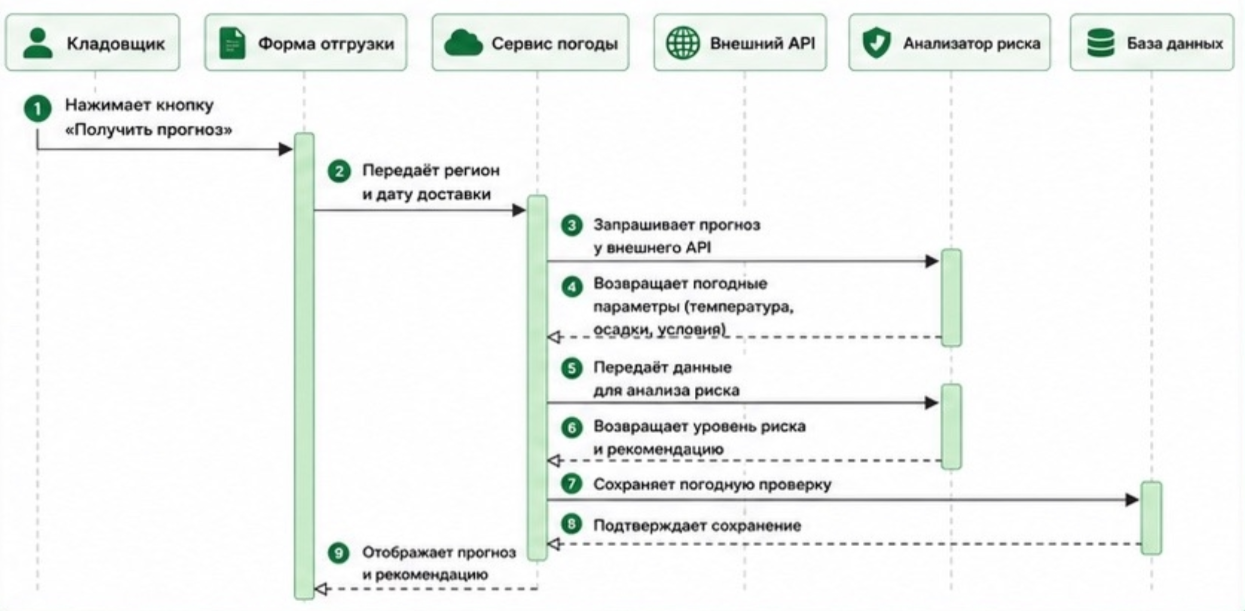 Кладовщик
Форма отгрузки
Сервис погоды
Внешний API
Анализатор риска
База данных
1 Нажимает кнопку
«Получить прогноз»
2 Передаёт регион
и дату доставки
3 Запрашивает прогноз
у внешнего API
4 Возвращает погодные
параметры (температура,
осадки, условия)
5 Передаёт данные
для анализа риска
6 Возвращает уровень риска
и рекомендацию
7 Сохраняет погодную проверку
8 Подтверждает сохранение
9 Отображает прогноз
и рекомендацию